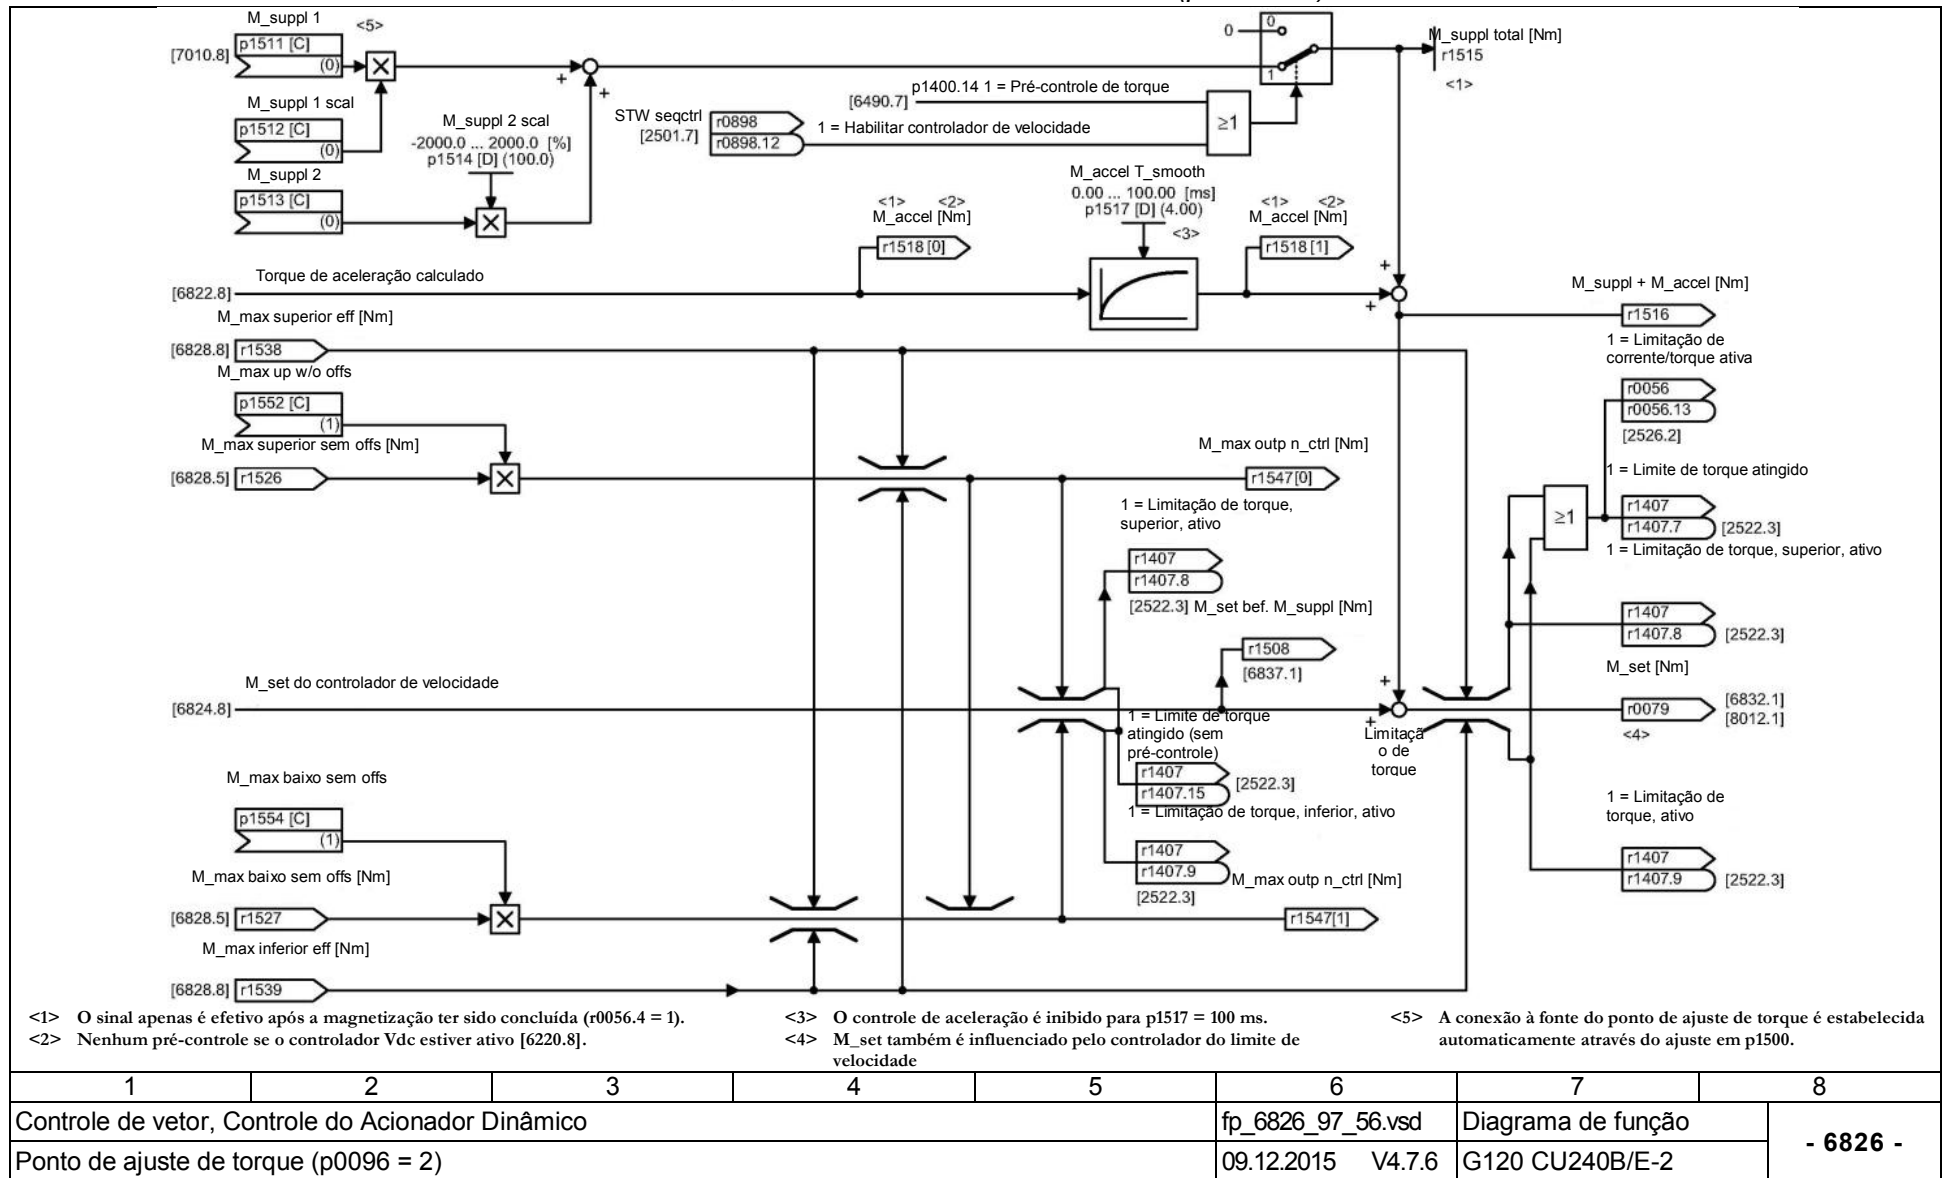 M_suppl 1
<5>
p1511 [C]
[7010.8]
(0)
M_suppl 1 scal
p1512 [C]
(0)
M_suppl 2 scal
-2000.0 ... 2000.0 [%]
p1514 [D] (100.0)
M_suppl 2
p1513 [C]
(0)
0
0
1
M_suppl total [Nm]
r1515
<1>
p1400.14 1 = Pré-controle de torque
[6490.7]
STW seqctrl
[2501.7]
r0898
r0898.12
1 = Habilitar controlador de velocidade
≥1
M_accel T_smooth
0.00 ... 100.00 [ms]
p1517 [D] (4.00)
<3>
<1> <2>
M_accel [Nm]
r1518 [0]
<1> <2>
M_accel [Nm]
r1518 [1]
Torque de aceleração calculado
[6822.8]
M_suppl + M_accel [Nm]
r1516
M_max superior eff [Nm]
[6828.8] r1538
M_max up w/o offs
p1552 [C]
(1)
M_max superior sem offs [Nm]
[6828.5] r1526
1 = Limitação de
corrente/torque ativa
r0056
r0056.13
[2526.2]
M_max outp n_ctrl [Nm]
r1547[0]
1 = Limite de torque atingido
≥1
r1407
r1407.7
[2522.3]
1 = Limitação de torque, superior, ativo
1 = Limitação de torque,
superior, ativo
r1407
r1407.8
[2522.3]
M_set bef. M_suppl [Nm]
r1508
[6837.1]
r1407
r1407.8
[2522.3]
M_set [Nm]
r0079
[6832.1]
[8012.1]
<4>
M_set do controlador de velocidade
[6824.8]
1 = Limite de torque
atingido (sem
pré-controle)
r1407
r1407.15
[2522.3]
Limitaçã
o de
torque
1 = Limitação de torque, inferior, ativo
r1407
r1407.9
[2522.3]
1 = Limitação de
torque, ativo
r1407
r1407.9
[2522.3]
M_max baixo sem offs
p1554 [C]
(1)
M_max baixo sem offs [Nm]
[6828.5] r1527
M_max outp n_ctrl [Nm]
r1547[1]
M_max inferior eff [Nm]
[6828.8] r1539
<1> O sinal apenas é efetivo após a magnetização ter sido concluída (r0056.4 = 1).
<2> Nenhum pré-controle se o controlador Vdc estiver ativo [6220.8].
<3> O controle de aceleração é inibido para p1517 = 100 ms.
<4> M_set também é influenciado pelo controlador do limite de
velocidade
<5> A conexão à fonte do ponto de ajuste de torque é estabelecida
automaticamente através do ajuste em p1500.
1 2 3 4 5 6 7 8
Controle de vetor, Controle do Acionador Dinâmico
fp_6826_97_56.vsd
Diagrama de função
- 6826 -
Ponto de ajuste de torque (p0096 = 2)
09.12.2015 V4.7.6
G120 CU240B/E-2